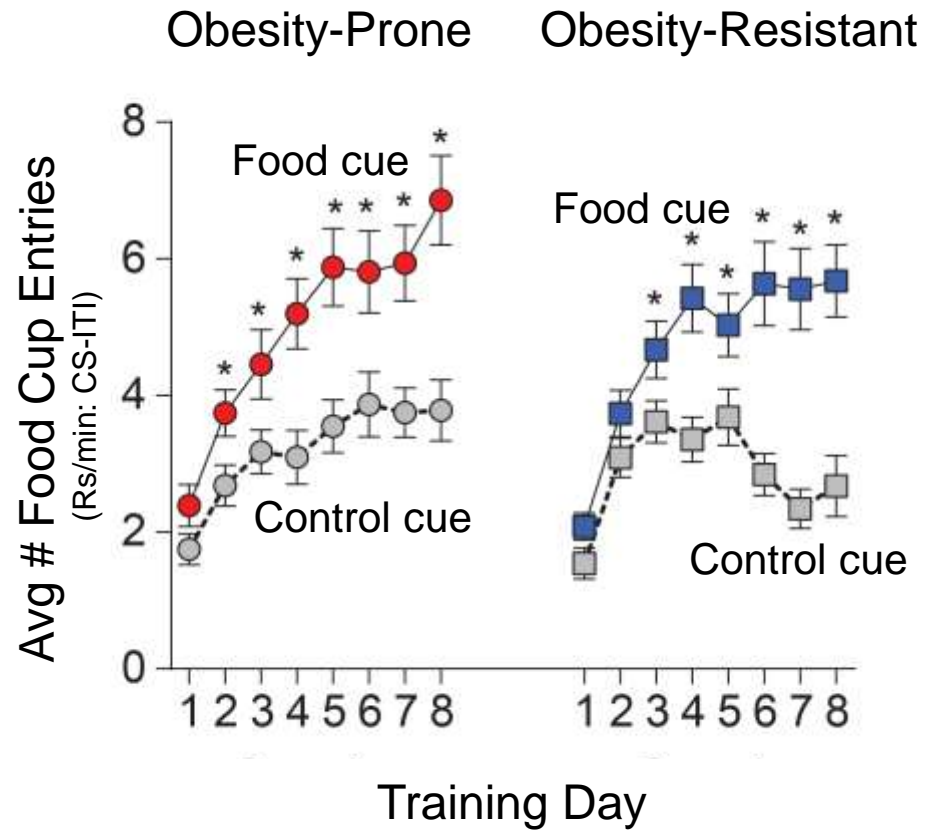 Obesity-Prone
Obesity-Resistant
Avg # Food Cup Entries
(Rs/min: CS-ITI)
8
6
4
2
0
Food cue
Control cue
* * * * * * *
1 2 3 4 5 6 7 8
Food cue
Control cue
* * * * * *
1 2 3 4 5 6 7 8
Training Day